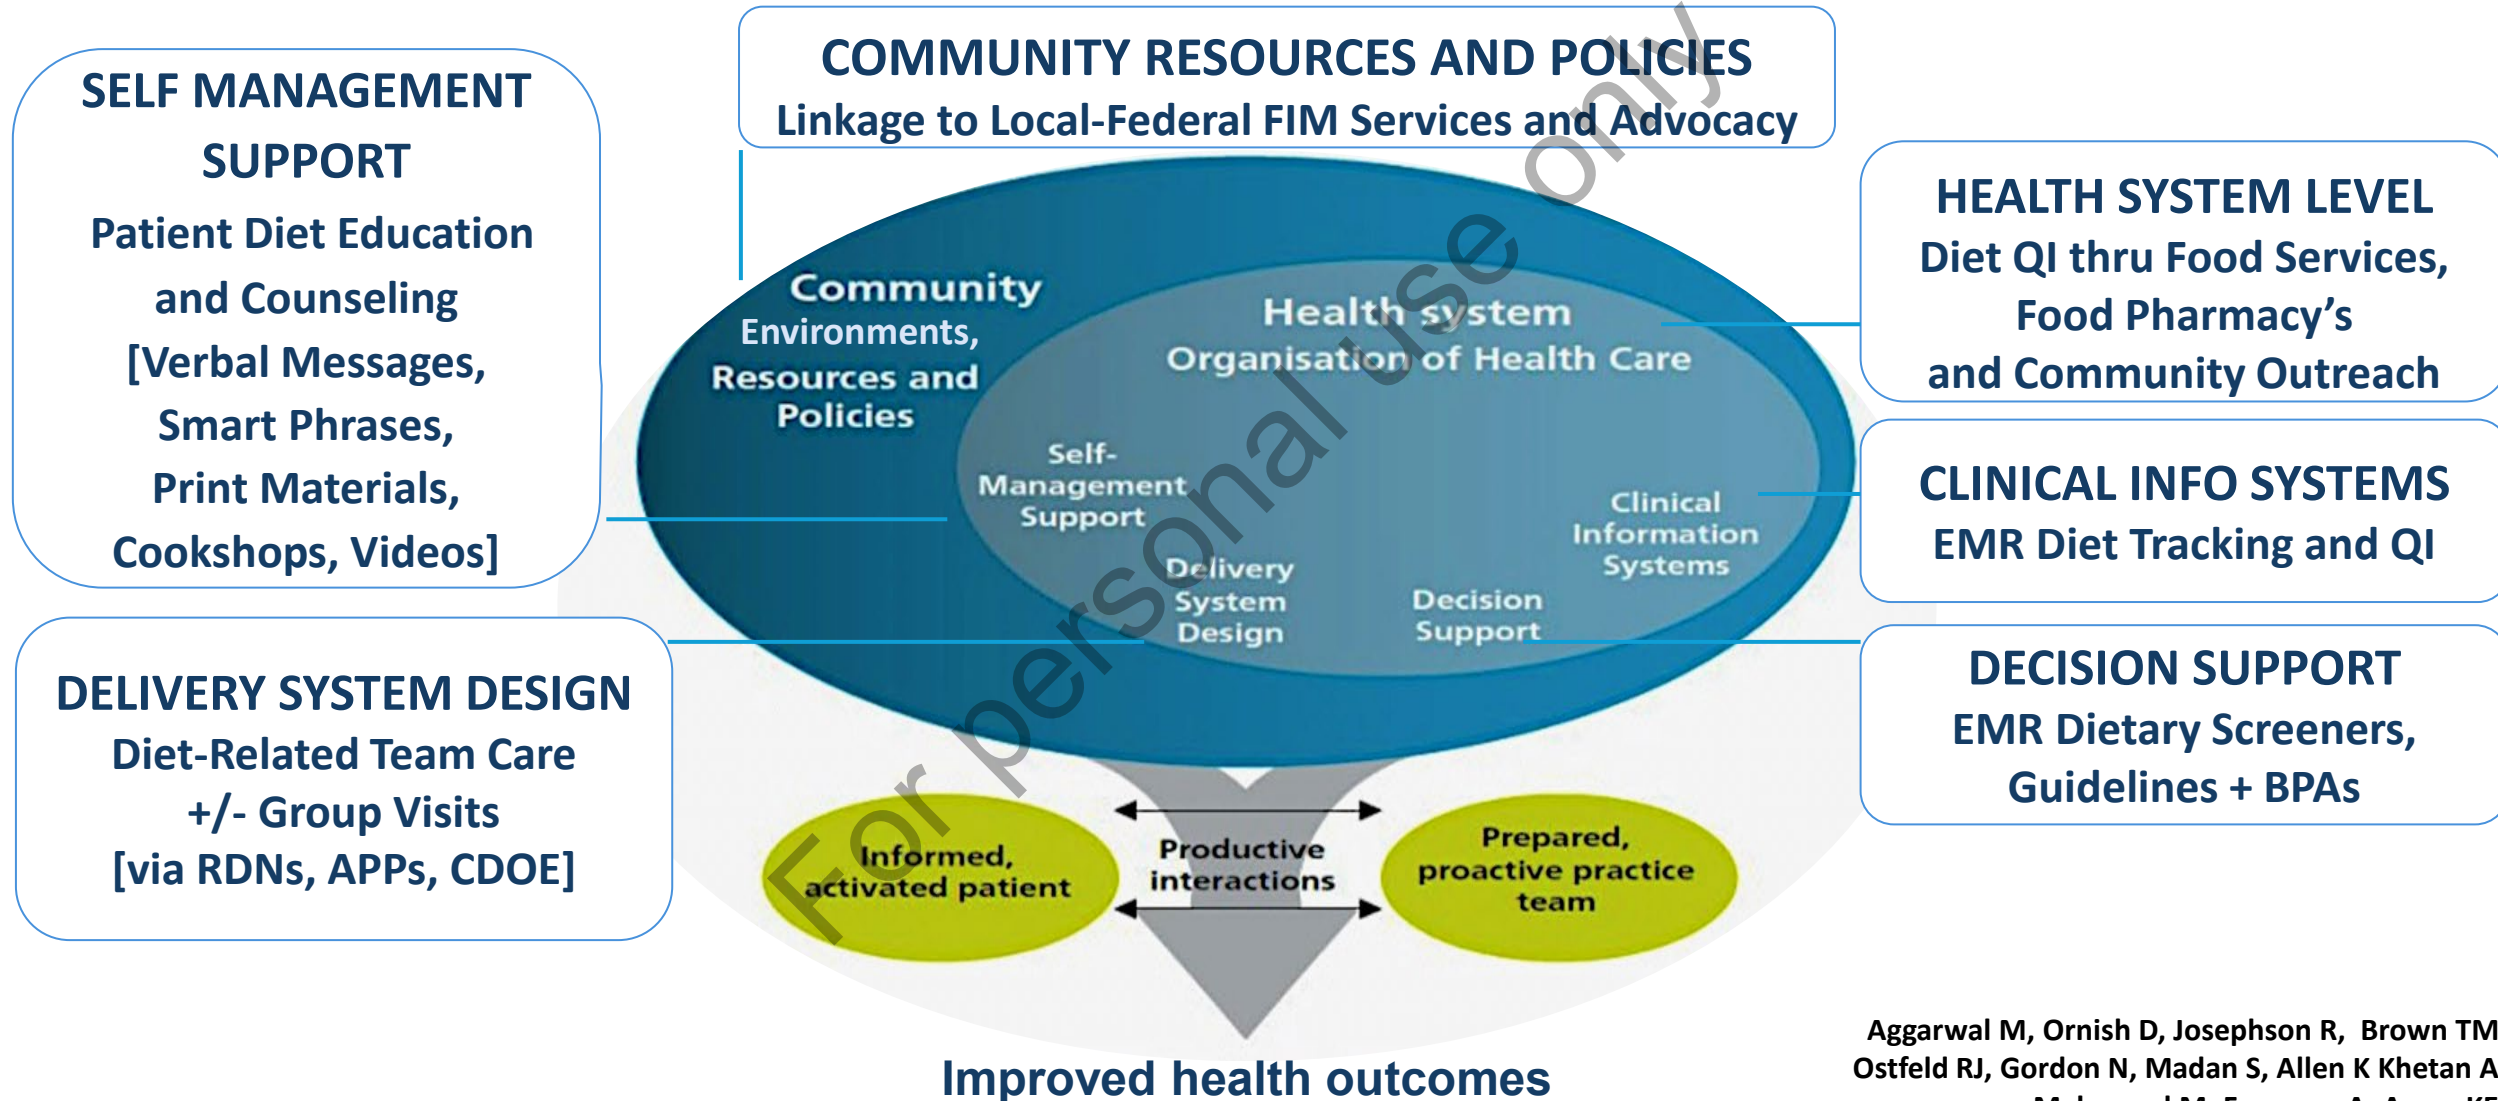 COMMUNITY RESOURCES AND POLICIES
Linkage to Local-Federal FIM Services and Advocacy
SELF MANAGEMENT
SUPPORT
Patient Diet Education
and Counseling
[Verbal Messages,
Smart Phrases,
Print Materials,
Cookshops, Videos]
DELIVERY SYSTEM DESIGN
Diet-Related Team Care
+/- Group Visits
[via RDNs, APPs, CDOE]
Community
Environments,
Resources and
Policies
Health system
Organisation of Health Care
Self-
Management
Support
Delivery
System
Design
Decision
Support
Clinical
Information
Systems
HEALTH SYSTEM LEVEL
Diet QI thru Food Services,
Food Pharmacy’s
and Community Outreach
CLINICAL INFO SYSTEMS
EMR Diet Tracking and QI
DECISION SUPPORT
EMR Dietary Screeners,
Guidelines + BPAs
Informed,
activated patient
Productive
interactions
Prepared,
proactive practice
team
Improved health outcomes
For personal use only
Aggarwal M, Ornish D, Josephson R, Brown TM
Ostfeld RJ, Gordon N, Madan S, Allen K Khetan A